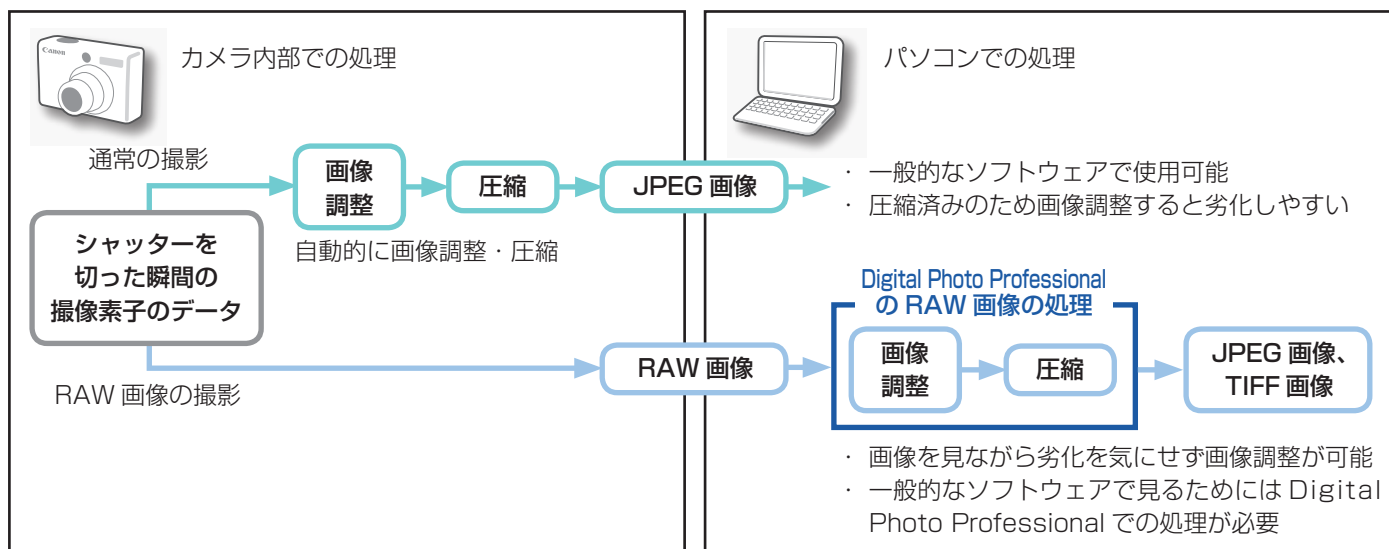 Canon
カメラ内部での処理
通常の撮影
画像
調整
圧縮
JPEG 画像
自動的に画像調整・圧縮
シャッターを
切った瞬間の
撮像素子のデータ
RAW 画像の撮影
RAW 画像
パソコンでの処理
・ 一般的なソフトウェアで使用可能
・ 圧縮済みのため画像調整すると劣化しやすい
Digital Photo Professional
の RAW 画像の処理
画像
調整
圧縮
JPEG 画像、
TIFF 画像
・ 画像を見ながら劣化を気にせず画像調整が可能
・ 一般的なソフトウェアで見るためには Digital
Photo Professional での処理が必要